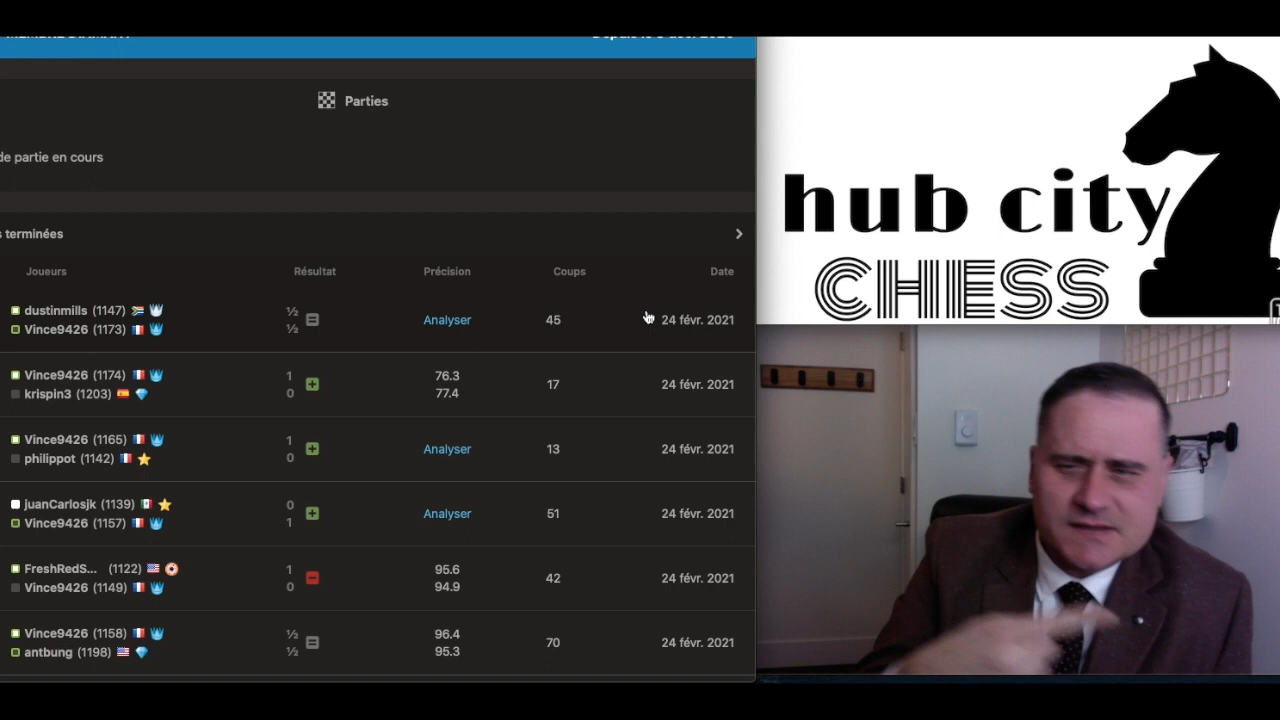 Parties
de partie en cours
s terminées
Joueurs Résultat Précision Coups Date
dustinmills (1147) ½
Vince9426 (1173) ½
Analyser 45 24 févr. 2021
Vince9426 (1174) 1 76.3
krispin3 (1203) 0 77.4
17 24 févr. 2021
Vince9426 (1165) 1
philippot (1142) 0
Analyser 13 24 févr. 2021
juanCarlosjk (1139) 0
Vince9426 (1157) 1
Analyser 51 24 févr. 2021
FreshRedS... (1122) 1 95.6
Vince9426 (1149) 0 94.9
42 24 févr. 2021
Vince9426 (1158) ½ 96.4
antbung (1198) ½ 95.3
70 24 févr. 2021
hub city
CHESS